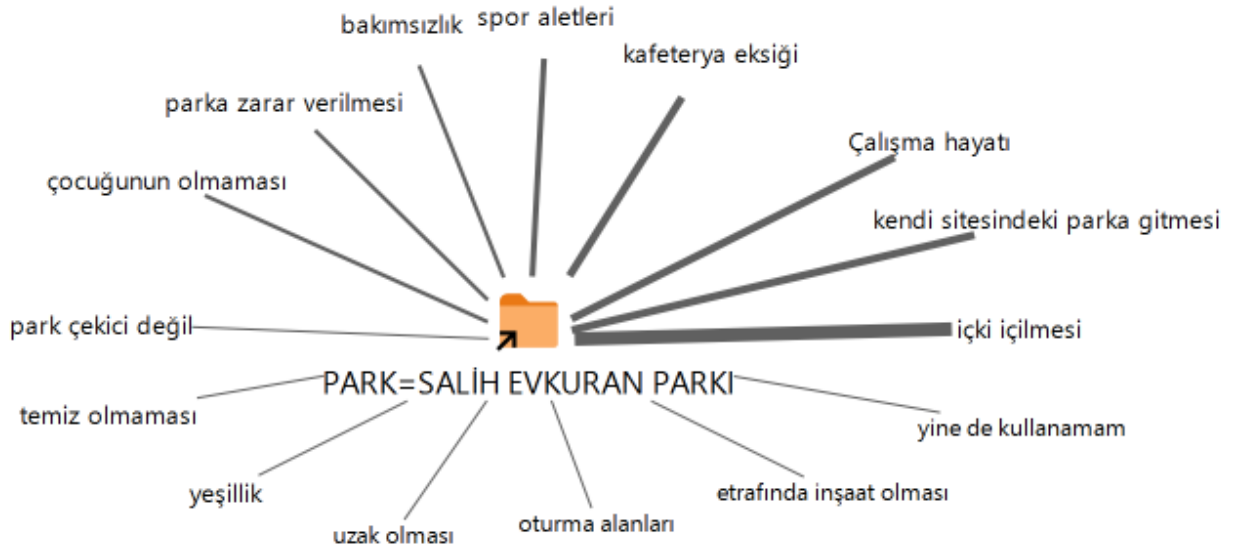 bakımsızlık
spor aletleri
kafeterya eksiği
parka zarar verilmesi
Çalışma hayatı
çocuğunun olmaması
kendi sitesindeki parka gitmesi
park çekici değil
içki içilmesi
PARK=SALİH EVKURAN PARKI
temiz olmaması
yine de kullanamam
yeşillik
etrafında inşaat olması
uzak olması
oturma alanları